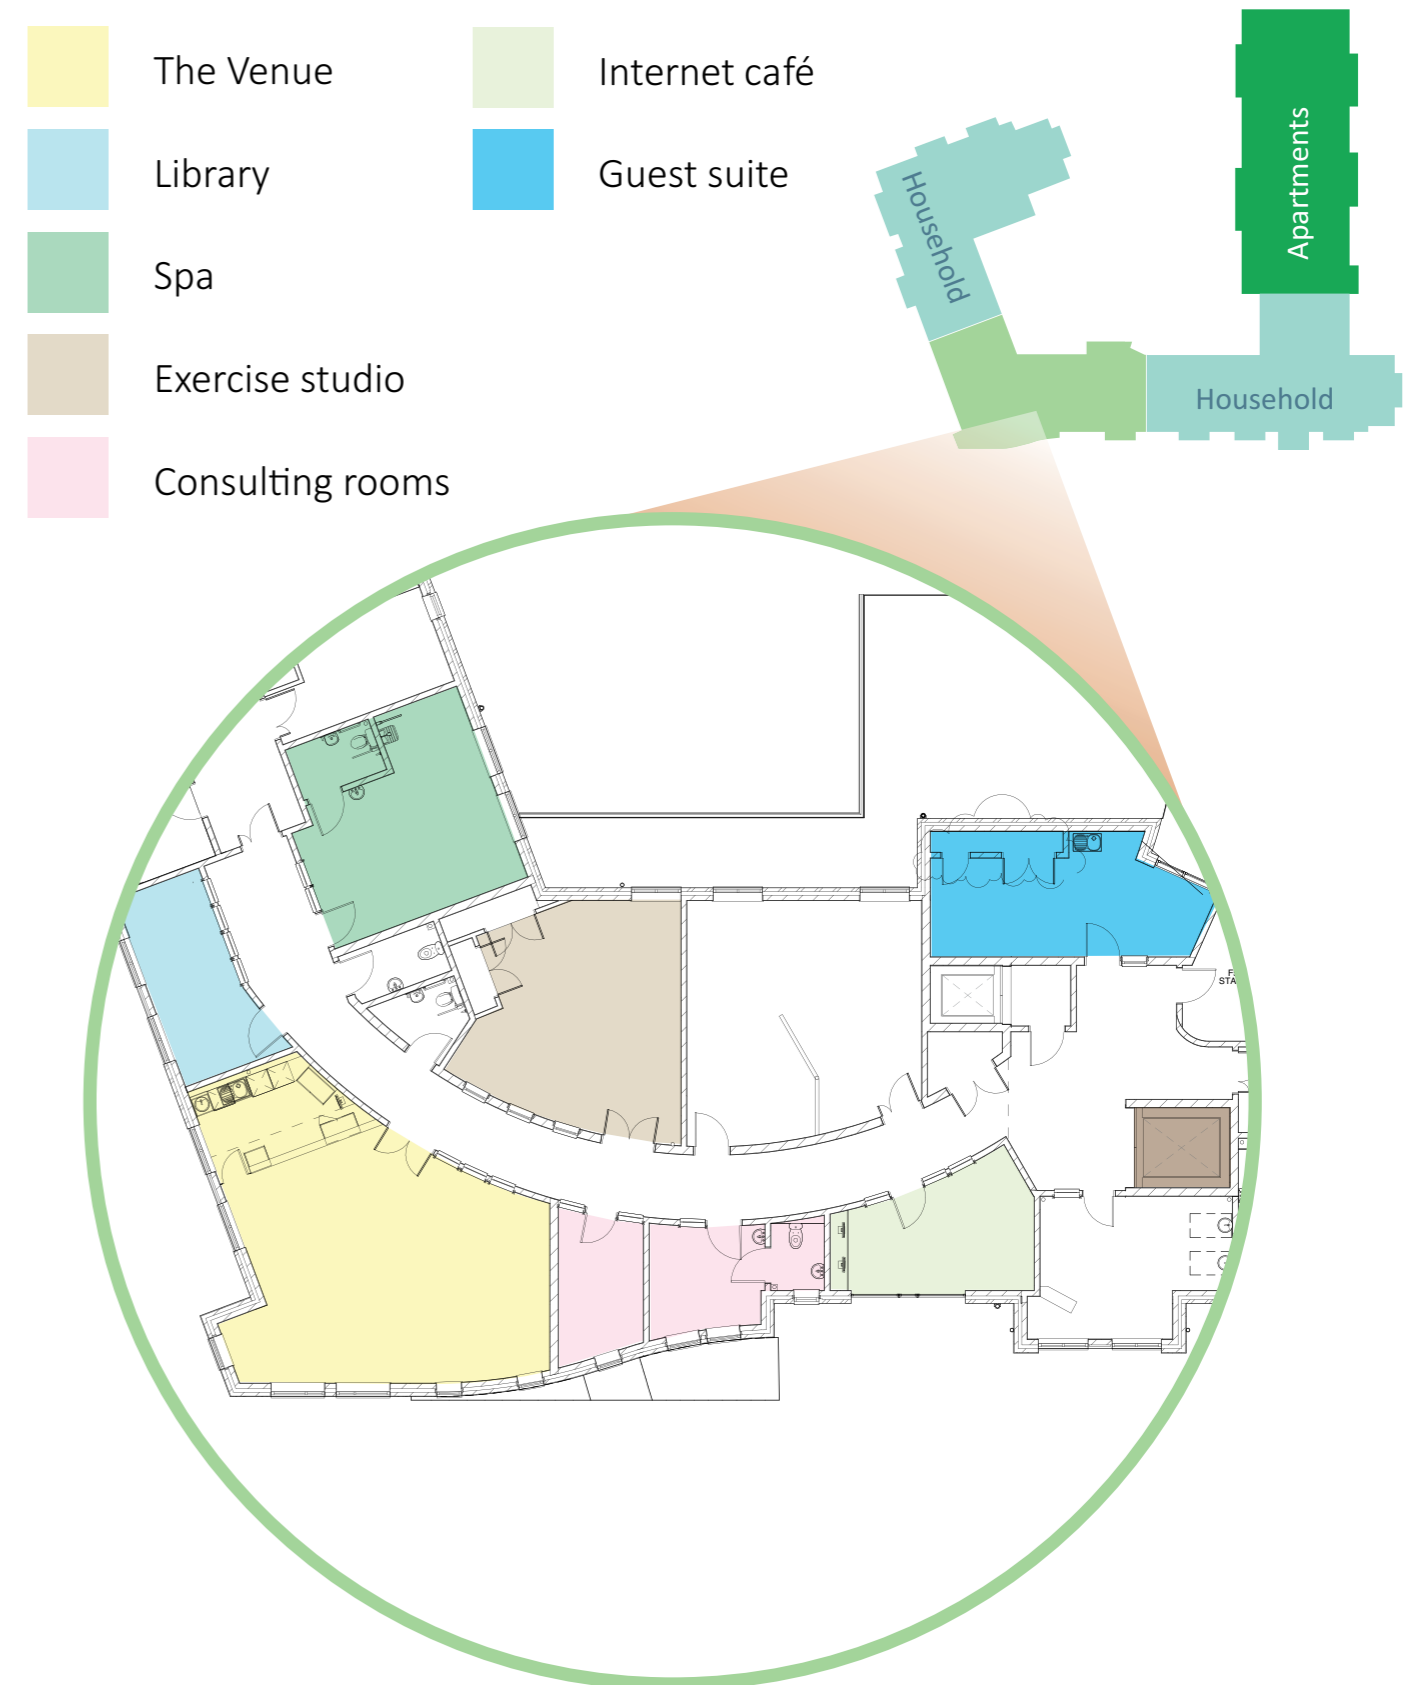 The Venue
Library
Spa
Exercise studio
Consulting rooms
Internet café
Guest suite
Household
Apartments
Household